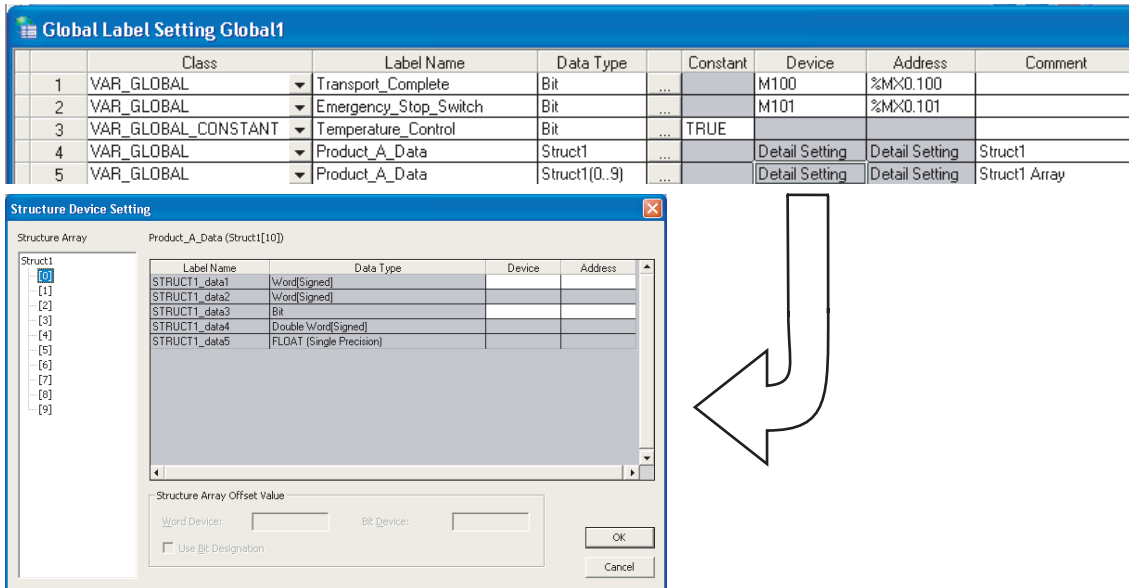 Global Label Setting Global1
Class Label Name Data Type Constant Device Address Comment
1 VAR_GLOBAL Transport_Complete Bit ... M100 %MX0.100
2 VAR_GLOBAL Emergency_Stop_Switch Bit ... M101 %MX0.101
3 VAR_GLOBAL_CONSTANT Temperature_Control Bit ... TRUE
4 VAR_GLOBAL Product_A_Data Struct1 ... Detail Setting Detail Setting Struct1
5 VAR_GLOBAL Product_A_Data Struct1(0..9) ... Detail Setting Detail Setting Struct1 Array
Structure Device Setting
Structure Array Product_A_Data (Struct1[10])
Struct1
[0]
[1]
[2]
[3]
[4]
[5]
[6]
[7]
[8]
[9]
Label Name Data Type Device Address
STRUCT1_data1 Word[Signed]
STRUCT1_data2 Word[Signed]
STRUCT1_data3 Bit
STRUCT1_data4 Double Word[Signed]
STRUCT1_data5 FLOAT (Single Precision)
Structure Array Offset Value
Word Device: Bit Device:
Use Bit Designation
OK
Cancel